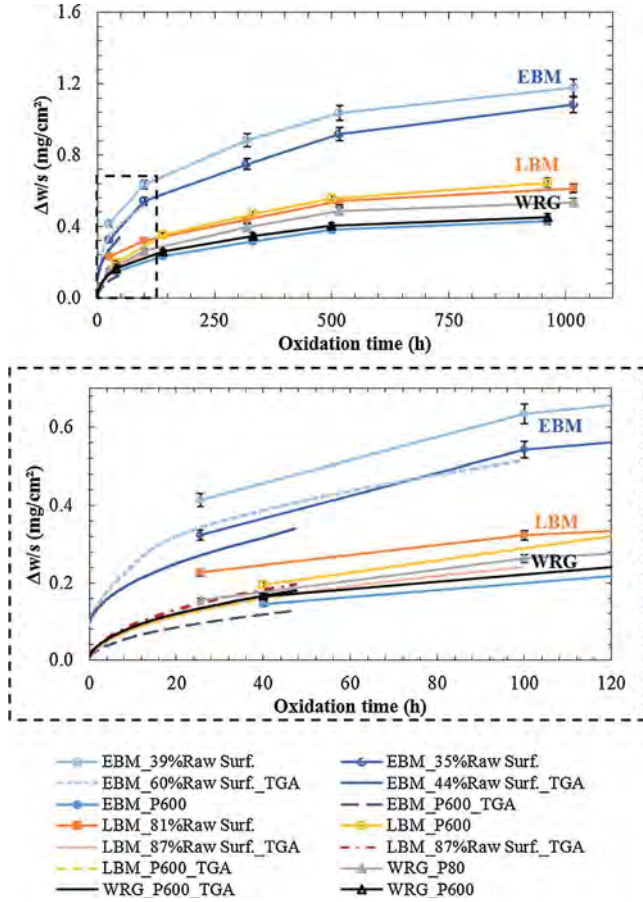 1.6
1.2
0.8
0.4
0.0
Δw/s (mg/cm²)
EBM
LBM
WRG
0 250 500 750 1000
Oxidation time (h)
0.6
0.4
0.2
0.0
Δw/s (mg/cm²)
EBM
LBM
WRG
0 20 40 60 80 100 120
Oxidation time (h)
EBM_39%Raw Surf. EBM_35%Raw Surf.
EBM_60%Raw Surf._TGA EBM_44%Raw Surf._TGA
EBM_P600 EBM_P600_TGA
LBM_81%Raw Surf. LBM_P600
LBM_87%Raw Surf._TGA LBM_87%Raw Surf._TGA
LBM_P600_TGA WRG_P80
WRG_P600_TGA WRG_P600